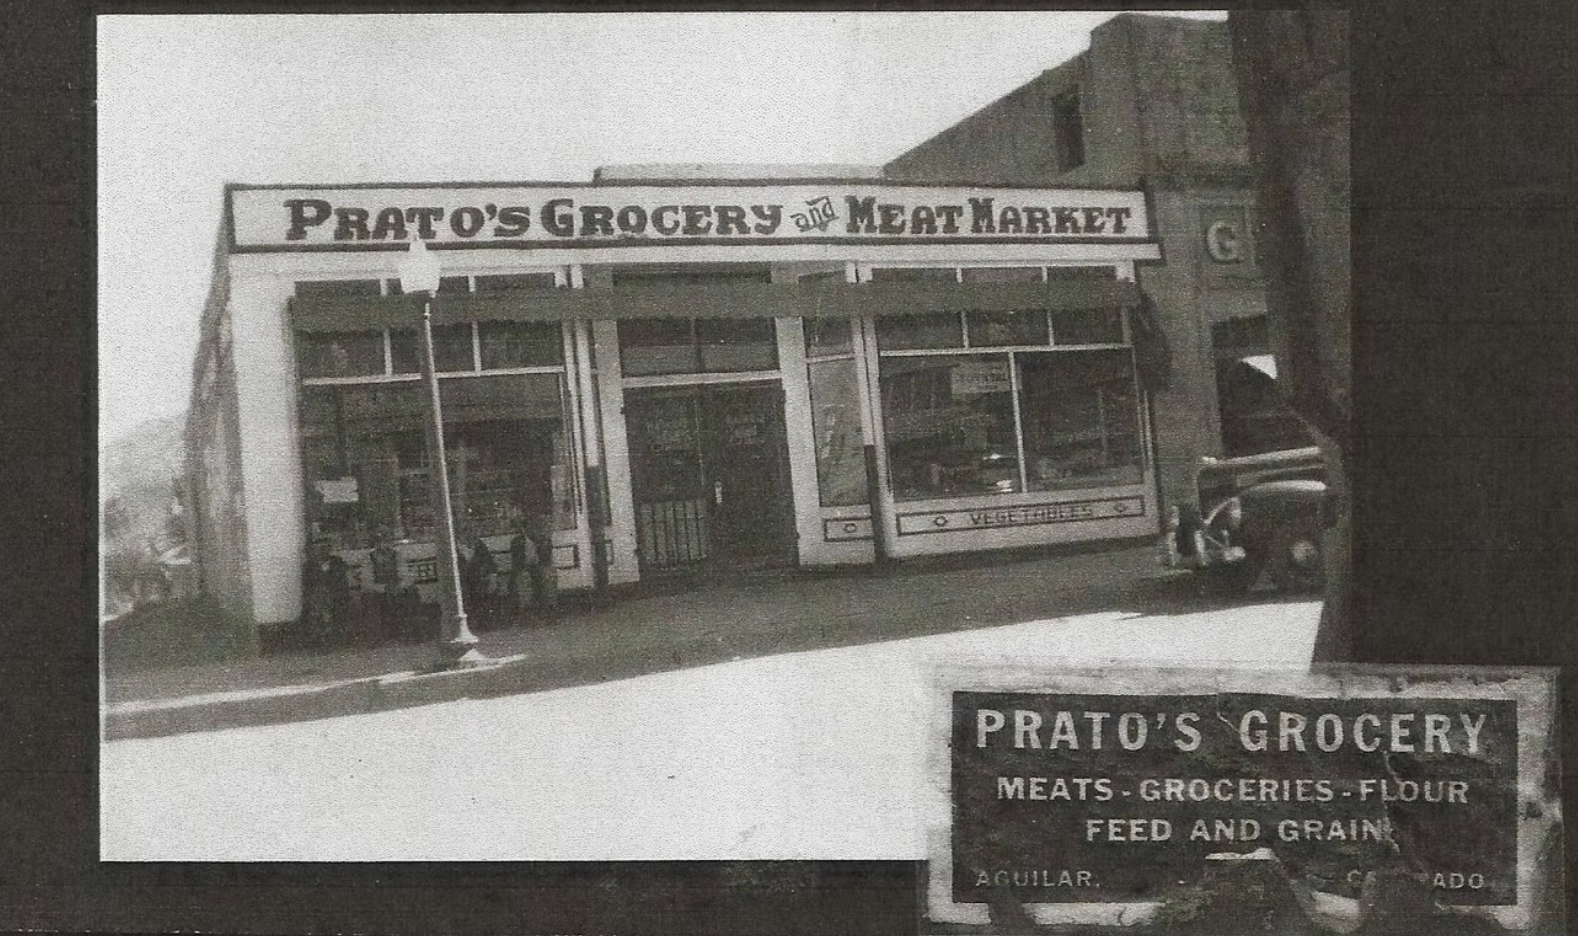 PRATO'S GROCERY and MEAT MARKET
G
VEGETABLES
PRATO'S GROCERY
MEATS - GROCERIES - FLOUR
FEED AND GRAIN
AGUILAR,